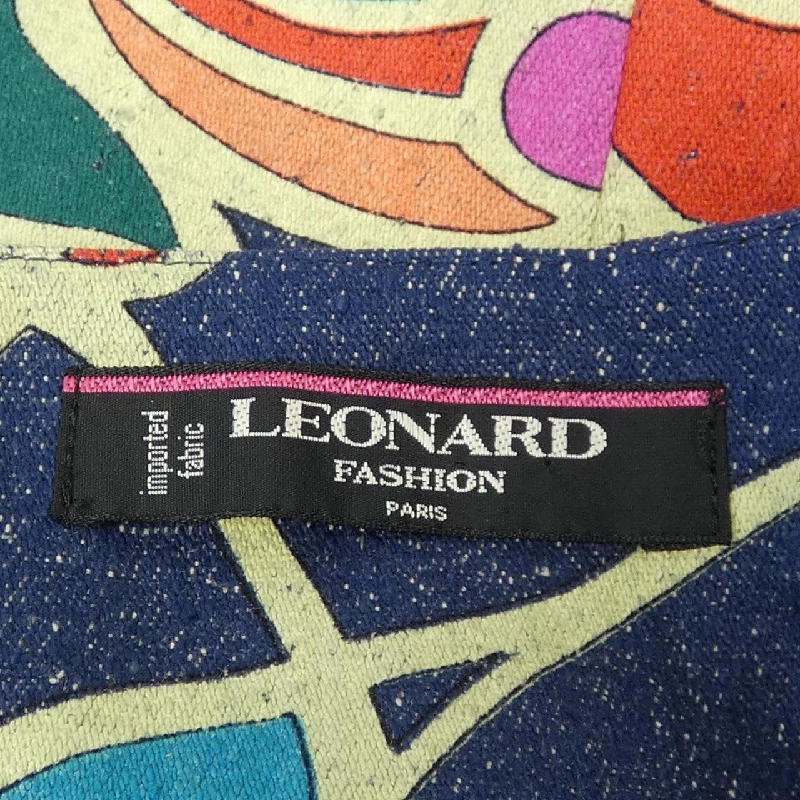 imported
fabric
LEONARD
FASHION
PARIS